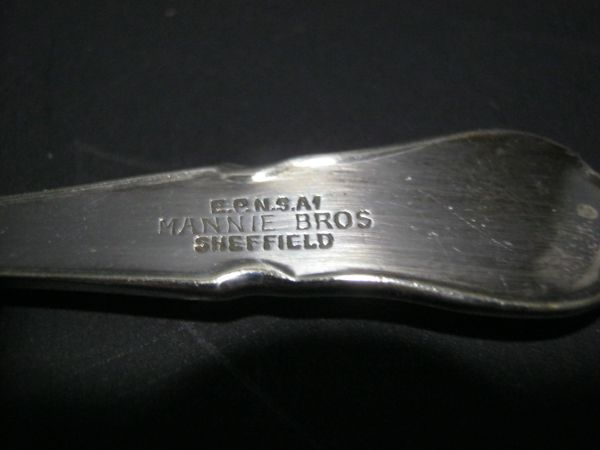 E.P.N.S.A1
MANNIE BROS
SHEFFIELD